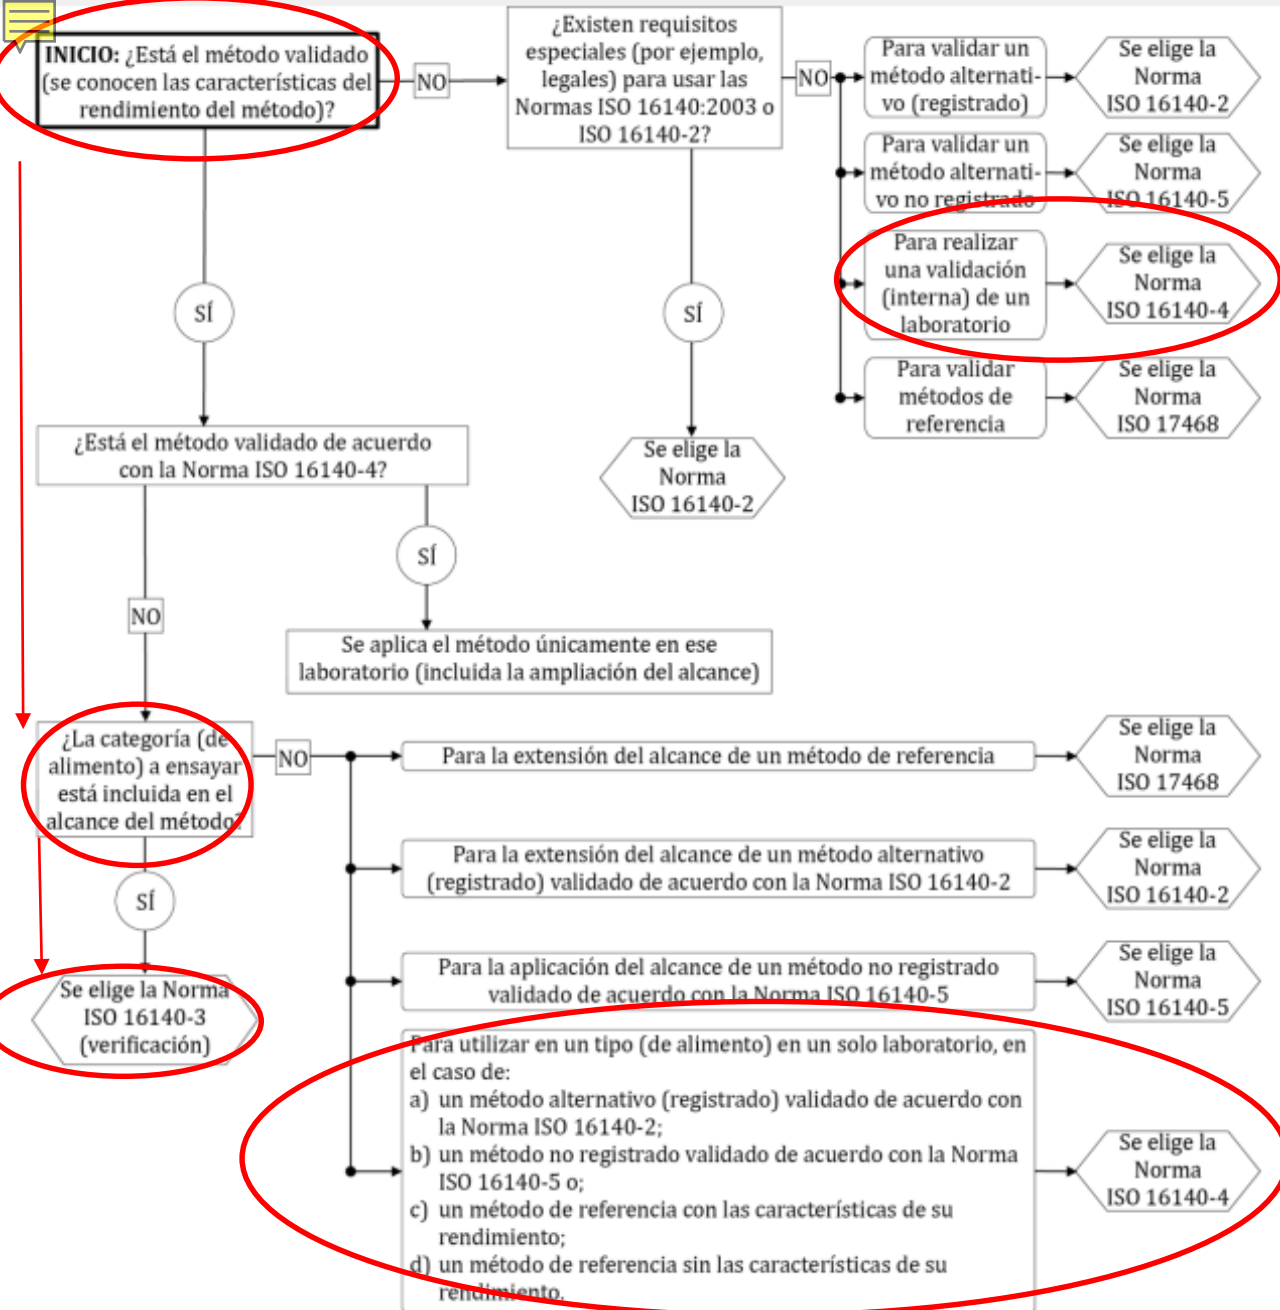 INICIO: ¿Está el método validado
(se conocen las características del
rendimiento del método)?
NO
¿Existen requisitos
especiales (por ejemplo,
legales) para usar las
Normas ISO 16140:2003 o
ISO 16140-2?
NO
Para validar un
método alternati-
vo (registrado)
Se elige la
Norma
ISO 16140-2
Para validar un
método alternati-
vo no registrado
Se elige la
Norma
ISO 16140-5
Para realizar
una validación
(interna) de un
laboratorio
Se elige la
Norma
ISO 16140-4
Para validar
métodos de
referencia
Se elige la
Norma
ISO 17468
SÍ
SÍ
Se elige la
Norma
ISO 16140-2
¿Está el método validado de acuerdo
con la Norma ISO 16140-4?
SÍ
NO
Se aplica el método únicamente en ese
laboratorio (incluida la ampliación del alcance)
¿La categoría (de
alimento) a ensayar
está incluida en el
alcance del método?
NO
Para la extensión del alcance de un método de referencia
Se elige la
Norma
ISO 17468
Para la extensión del alcance de un método alternativo
(registrado) validado de acuerdo con la Norma ISO 16140-2
Se elige la
Norma
ISO 16140-2
SÍ
Para la aplicación del alcance de un método no registrado
validado de acuerdo con la Norma ISO 16140-5
Se elige la
Norma
ISO 16140-5
Se elige la Norma
ISO 16140-3
(verificación)
Para utilizar en un tipo (de alimento) en un solo laboratorio, en
el caso de:
a) un método alternativo (registrado) validado de acuerdo con
la Norma ISO 16140-2;
b) un método no registrado validado de acuerdo con la Norma
ISO 16140-5 o;
c) un método de referencia con las características de su
rendimiento;
d) un método de referencia sin las características de su
rendimiento.
Se elige la
Norma
ISO 16140-4